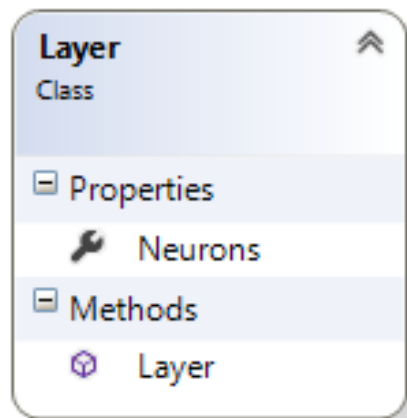 Layer
Class
Properties
Neurons
Methods
Layer